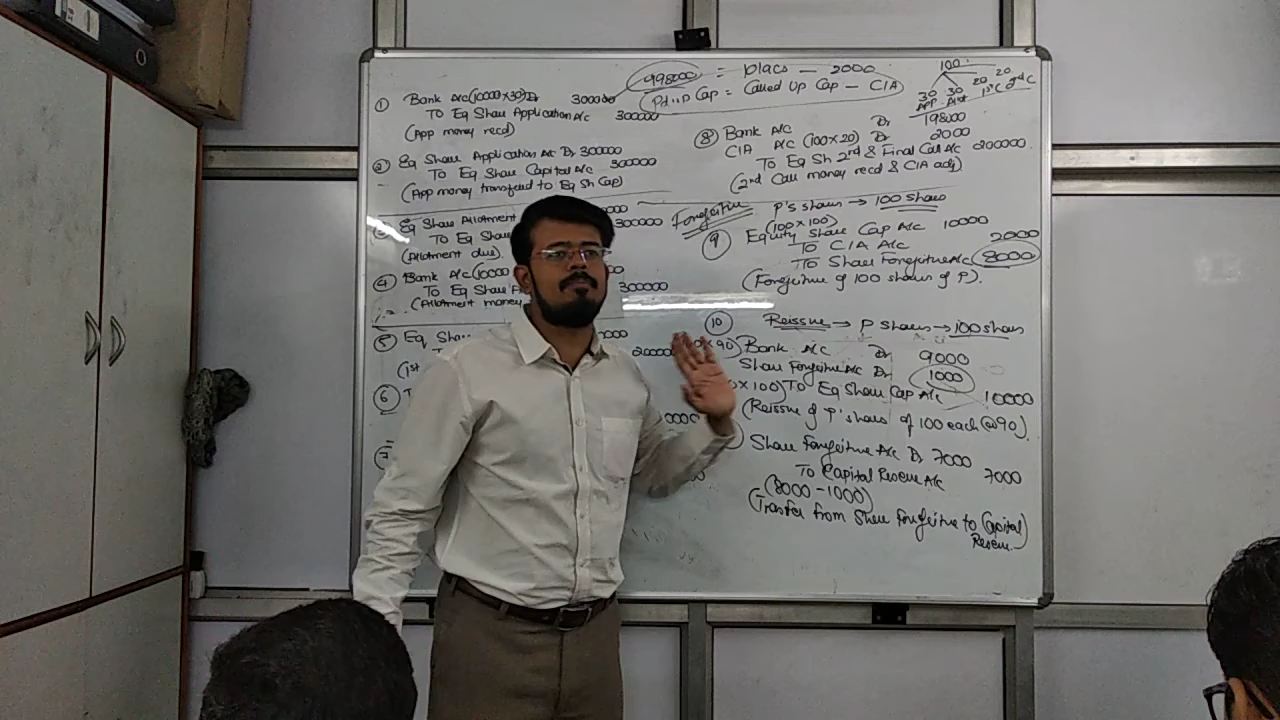 ① Bank A/c (10000×30) Dr 300000
To Eq Share Application A/c 300000
(App money recd)
② Eq Share Application A/c Dr 300000
To Eq Share Capital A/c 300000
(App money transferd to Eq Sh Cap)
Eq Share Allotment
To Eq Share 300000
(Allotment due)
④ Bank A/c (10000
To Eq Share 300000
(Allotment money
⑤ Eq Sha
200000
(1st
⑥
998000 = 10lacs — 2000
Pd up Cap = Called Up Cap — CIA
100
30 30 20 20
App Allot 1st C 2nd C
⑧ Bank A/c Dr 198000
CIA A/c (100×20) Dr 2000
To Eq Sh 2nd & Final Call A/c 200000
(2nd Call money recd & CIA adj)
Forfeiture P's shares → 100 shares
(100×100)
⑨ Equity Share Cap A/c 10000
To CIA A/c 2000
To Share Forfeiture A/c 8000
(Forfeiture of 100 shares of P).
⑩ Reissue → P shares → 100 shares
×90) Bank A/c Dr 9000
Share Forfeiture A/c Dr 1000
×100) To Eq Share Cap A/c 10000
(Reissue of P's shares of 100 each @ 90)
Share Forfeiture A/c Dr 7000
To Capital Reserve A/c 7000
(8000-1000)
(Transfer from Share Forfeiture to Capital
Reserve)